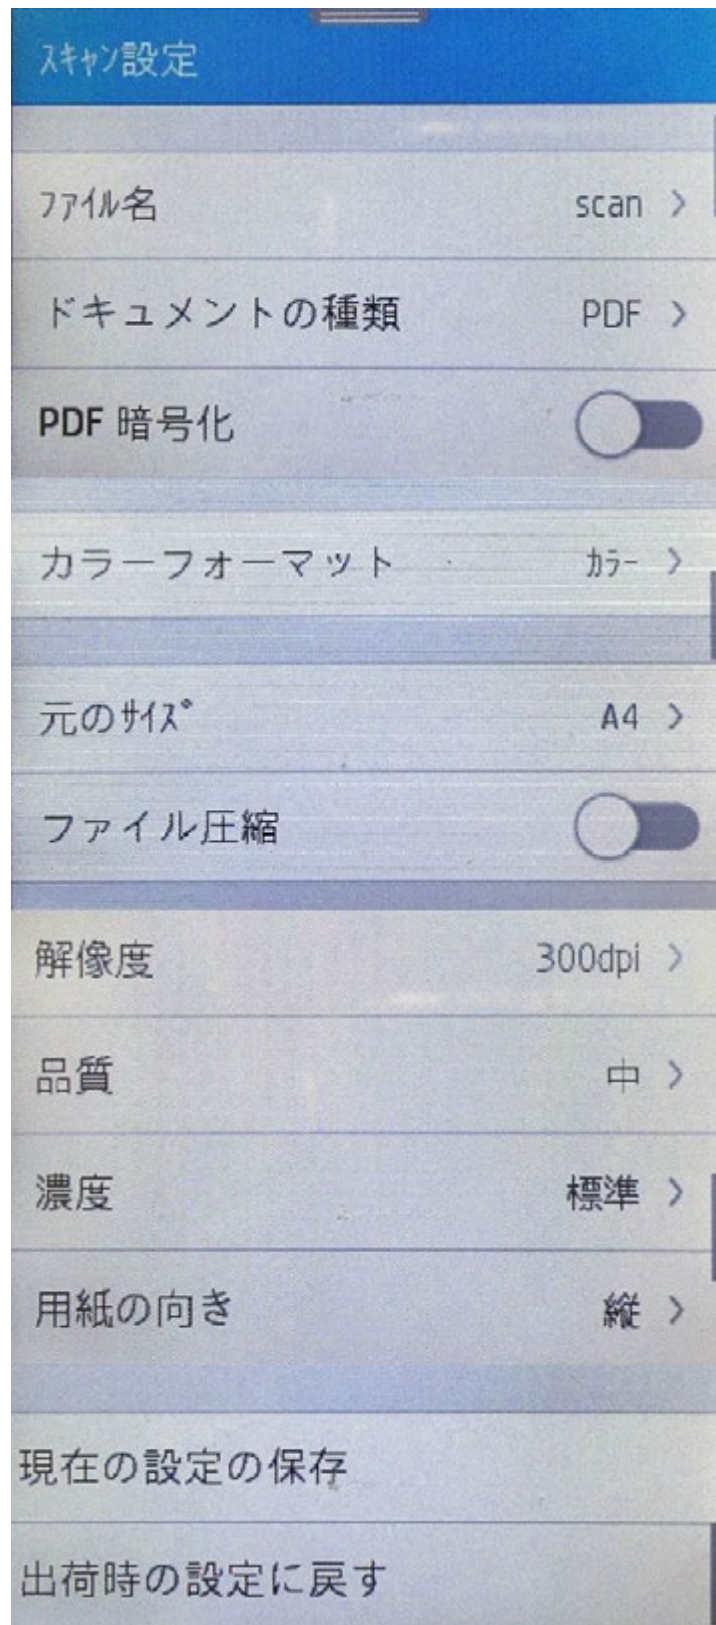 スキャン設定
ファイル名 scan >
ドキュメントの種類 PDF >
PDF 暗号化
カラーフォーマット カラー >
元のサイズ A4 >
ファイル圧縮
解像度 300dpi >
品質 中 >
濃度 標準 >
用紙の向き 縦 >
現在の設定の保存
出荷時の設定に戻す